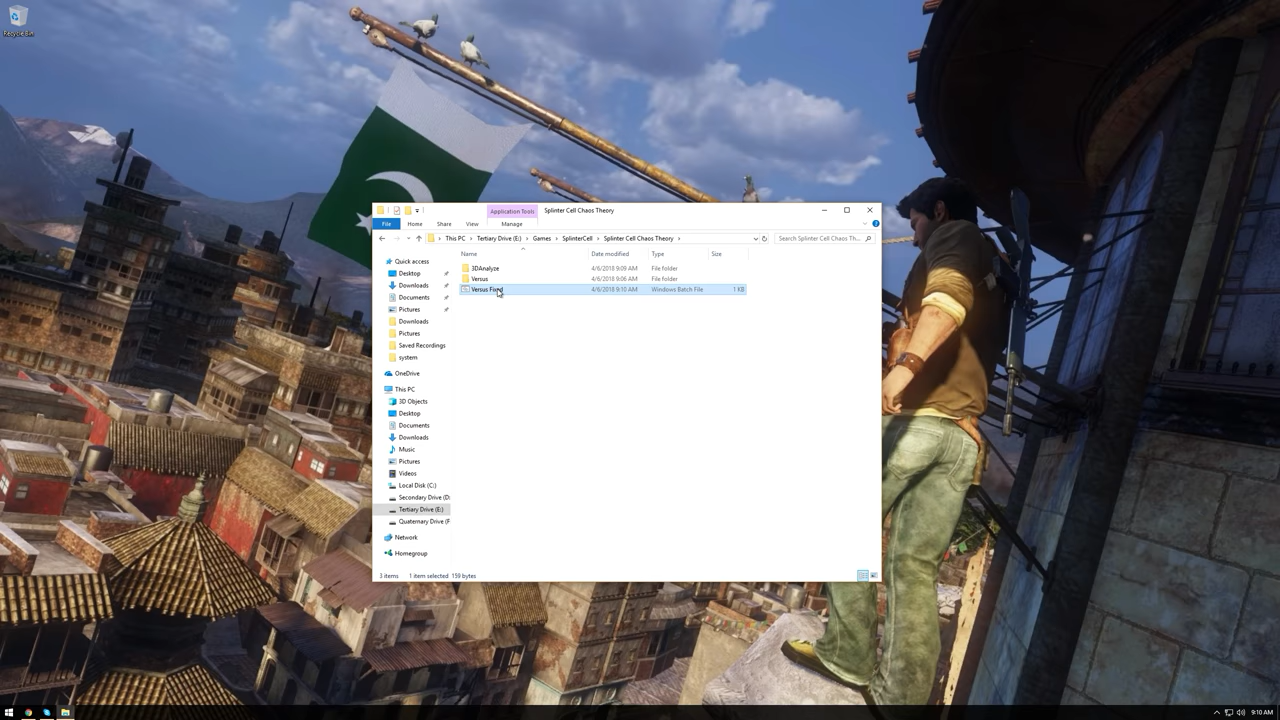 Recycle Bin
Application Tools
Splinter Cell Chaos Theory
File
Home
Share
View
Manage
This PC
Tertiary Drive (E:)
Games
SplinterCell
Splinter Cell Chaos Theory
Search Splinter Cell Chaos Th...
Name
Date modified
Type
Size
3DAnalyze
4/6/2018 9:09 AM
File folder
Versus
4/6/2018 9:06 AM
File folder
Versus Fixed
4/6/2018 9:10 AM
Windows Batch File
1 KB
Quick access
Desktop
Downloads
Documents
Pictures
Downloads
Pictures
Saved Recordings
system
OneDrive
This PC
3D Objects
Desktop
Documents
Downloads
Music
Pictures
Videos
Local Disk (C:)
Secondary Drive (D:
Tertiary Drive (E:)
Quaternary Drive (F
Network
Homegroup
3 items
1 item selected 159 bytes
9:10 AM